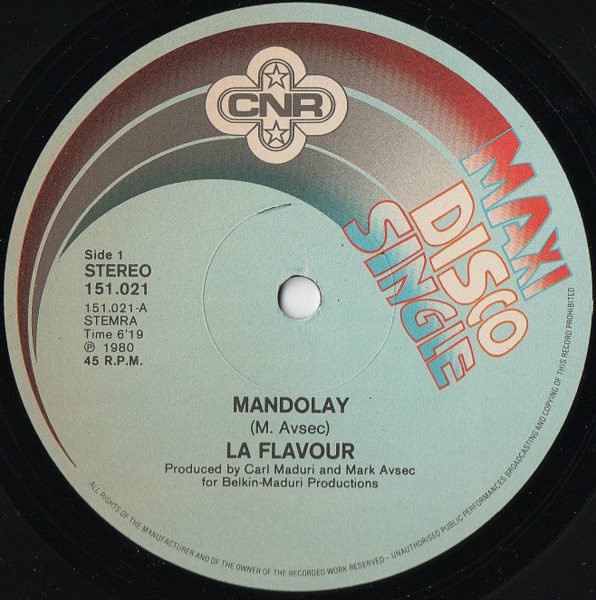 CNR
MAXI
DISCO
SINGLE
Side 1
STEREO
151.021
151.021-A
STEMRA
Time 6'19
℗ 1980
45 R.P.M.
MANDOLAY
(M. Avsec)
LA FLAVOUR
Produced by Carl Maduri and Mark Avsec
for Belkin-Maduri Productions
ALL RIGHTS OF THE MANUFACTURER AND OF THE OWNER OF THE RECORDED WORK RESERVED – UNAUTHORISED PUBLIC PERFORMANCES BROADCASTING AND COPYING OF THIS RECORD PROHIBITED